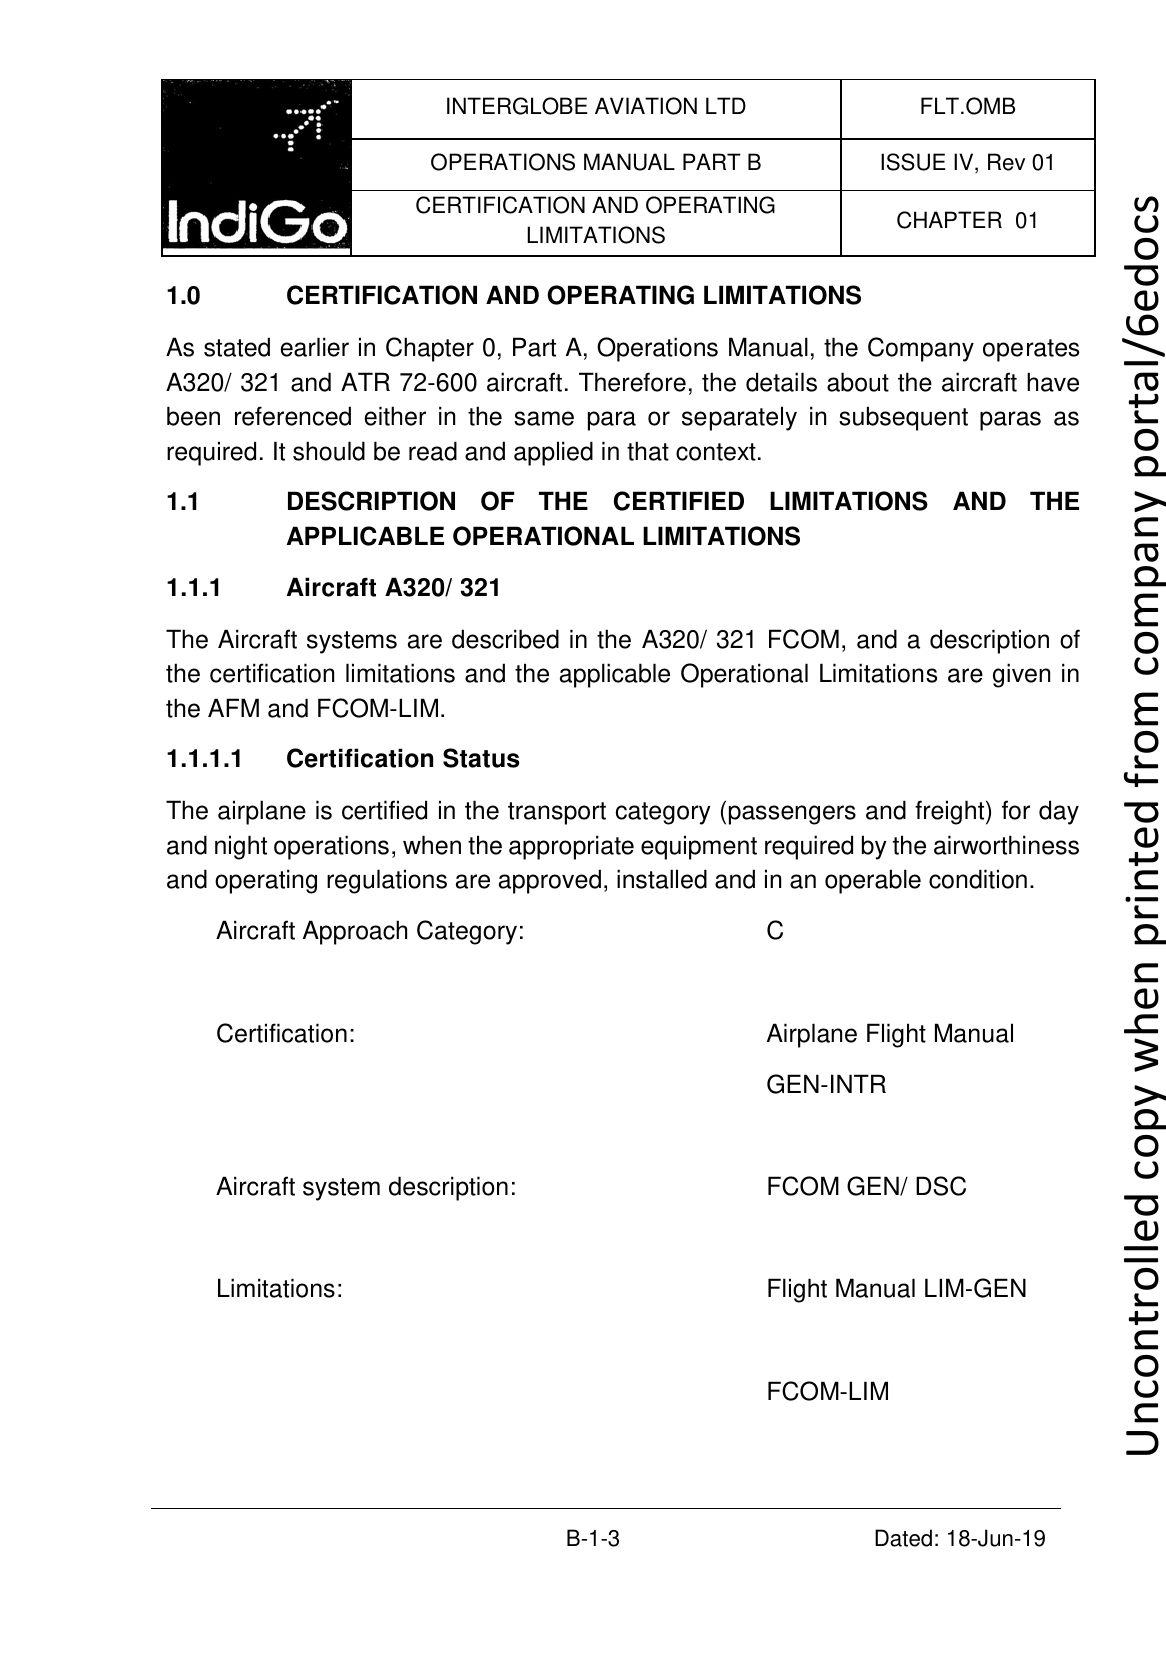 IndiGo
INTERGLOBE AVIATION LTD
FLT.OMB
OPERATIONS MANUAL PART B
ISSUE IV, Rev 01
CERTIFICATION AND OPERATING
LIMITATIONS
CHAPTER 01
1.0 CERTIFICATION AND OPERATING LIMITATIONS
As stated earlier in Chapter 0, Part A, Operations Manual, the Company operates
A320/ 321 and ATR 72-600 aircraft. Therefore, the details about the aircraft have
been referenced either in the same para or separately in subsequent paras as
required. It should be read and applied in that context.
1.1 DESCRIPTION OF THE CERTIFIED LIMITATIONS AND THE
APPLICABLE OPERATIONAL LIMITATIONS
1.1.1 Aircraft A320/ 321
The Aircraft systems are described in the A320/ 321 FCOM, and a description of
the certification limitations and the applicable Operational Limitations are given in
the AFM and FCOM-LIM.
1.1.1.1 Certification Status
The airplane is certified in the transport category (passengers and freight) for day
and night operations, when the appropriate equipment required by the airworthiness
and operating regulations are approved, installed and in an operable condition.
Aircraft Approach Category: C
Certification: Airplane Flight Manual
GEN-INTR
Aircraft system description: FCOM GEN/ DSC
Limitations: Flight Manual LIM-GEN
FCOM-LIM
B-1-3 Dated: 18-Jun-19
Uncontrolled copy when printed from company portal/6edocs